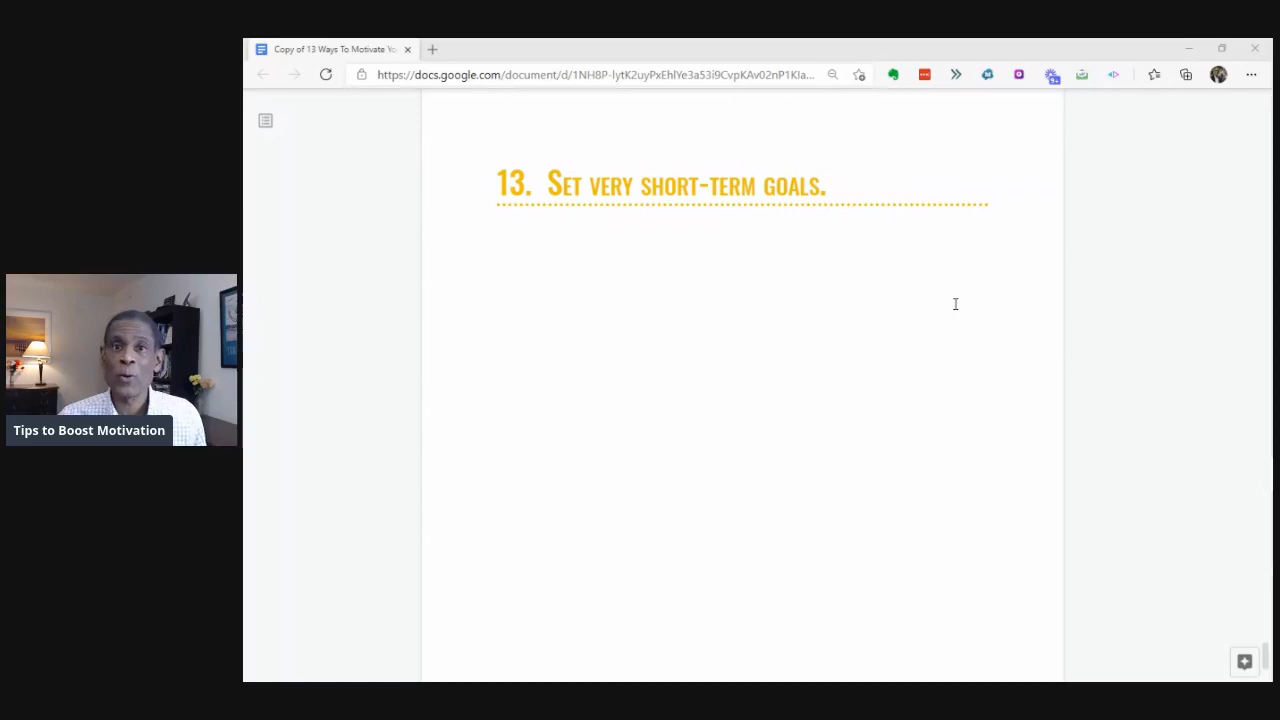 Copy of 13 Ways To Motivate Yo
https://docs.google.com/document/d/1NH8P-lytK2uyPxEhlYe3a53i9CvpKAv02nP1KIa...
13. Set very short-term goals.
Tips to Boost Motivation